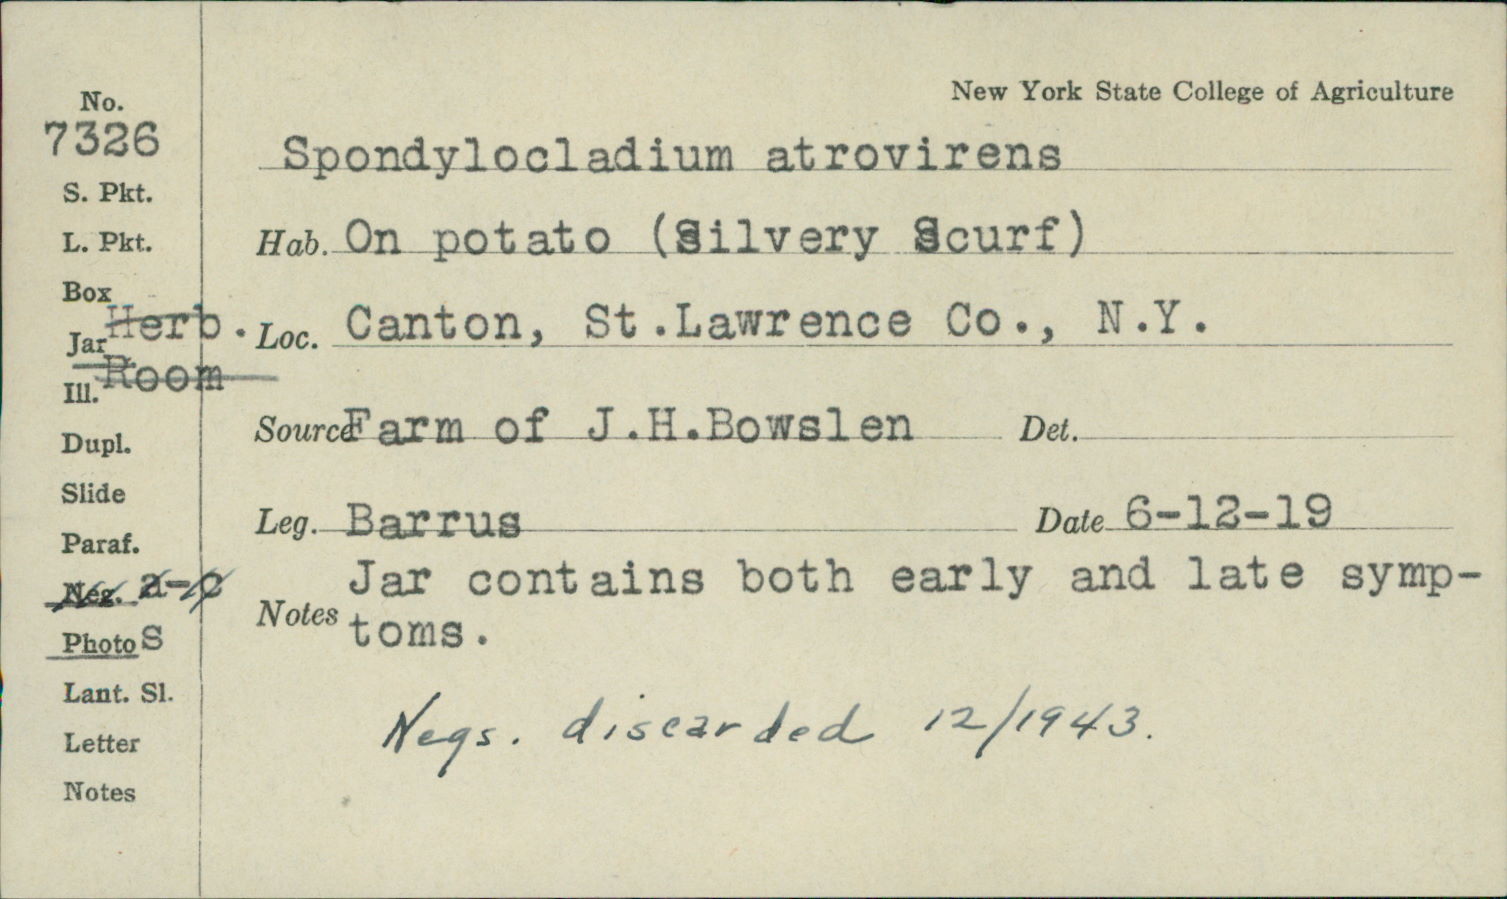 New York State College of Agriculture
No.
7326
Spondylocladium atrovirens
S. Pkt.
L. Pkt.
Hab. On potato (Silvery Scurf)
Box
Jar Herb. Room
Loc. Canton, St.Lawrence Co., N.Y.
Ill.
Dupl.
Source Farm of J.H.Bowslen Det.
Slide
Leg. Barrus Date 6-12-19
Paraf.
Neg. a-c
Notes Jar contains both early and late symp-
toms.
Photo S
Lant. Sl.
Negs. discarded 12/1943.
Letter
Notes